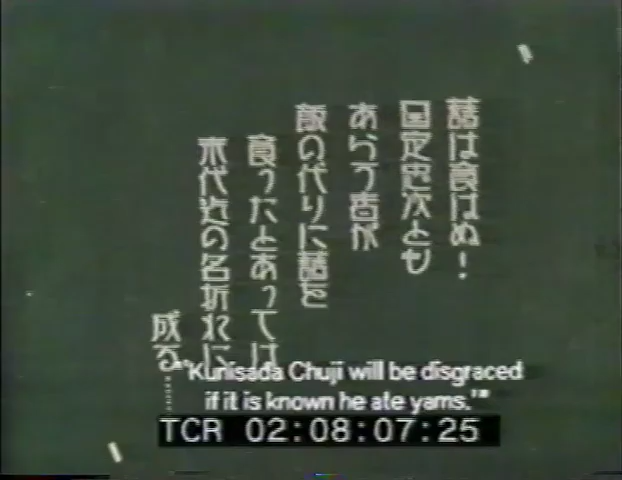 藷は食はぬ！
国定忠次とも
あらう者が
飯の代りに藷を
食つたとあつては
末代迄の名折れに
成る......
"'Kunisada Chuji will be disgraced
if it is known he ate yams.'"
TCR 02:08:07:25